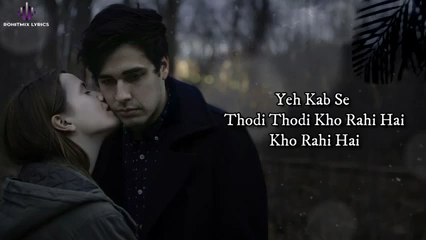 ROHITMIX LYRICS
Yeh Kab Se
Thodi Thodi Kho Rahi Hai
Kho Rahi Hai